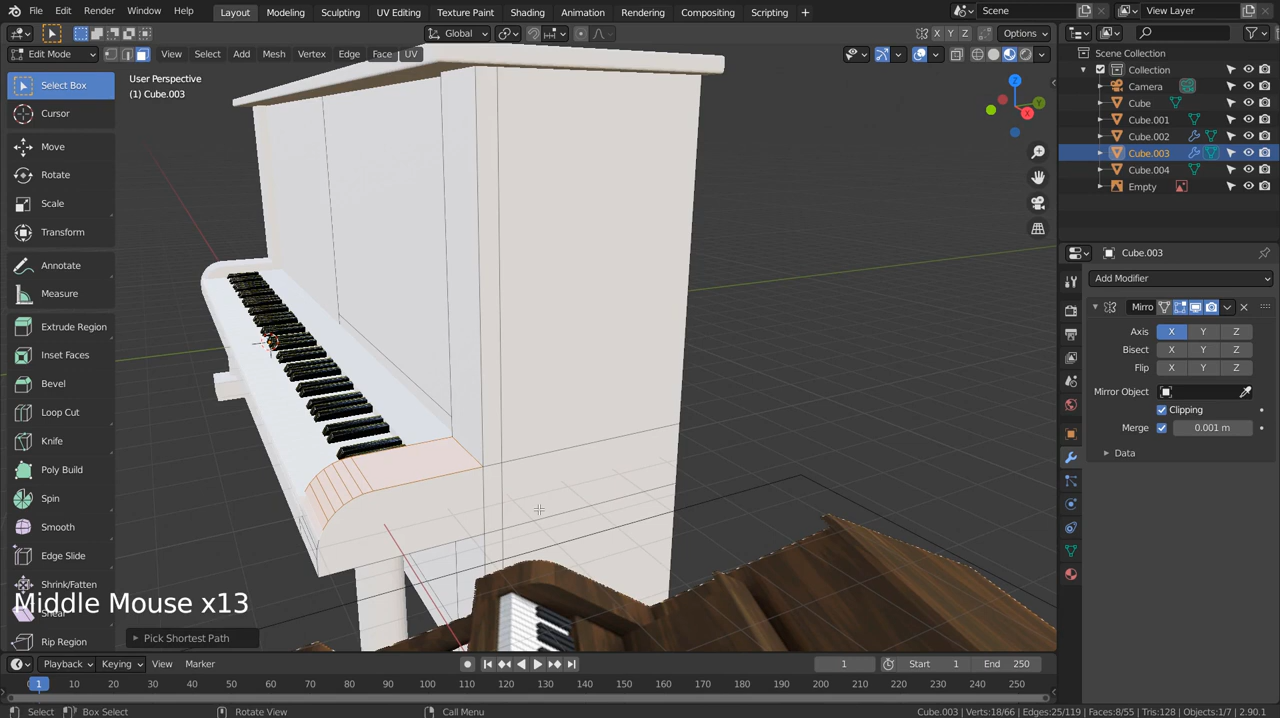 File Edit Render Window Help Layout Modeling Sculpting UV Editing Texture Paint Shading Animation Rendering Compositing Scripting + Scene View Layer
Global Options
Edit Mode View Select Add Mesh Vertex Edge Face UV
User Perspective
(1) Cube.003
Select Box
Cursor
Move
Rotate
Scale
Transform
Annotate
Measure
Extrude Region
Inset Faces
Bevel
Loop Cut
Knife
Poly Build
Spin
Smooth
Edge Slide
Shrink/Fatten
Shear
Rip Region
Middle Mouse x13
Pick Shortest Path
X Y Z
Z
Y
X
Scene Collection
Collection
Camera
Cube
Cube.001
Cube.002
Cube.003
Cube.004
Empty
Cube.003
Add Modifier
Mirro
Axis X Y Z
Bisect X Y Z
Flip X Y Z
Mirror Object
Clipping
Merge 0.001 m
Data
Playback Keying View Marker 1 Start 1 End 250
1 10 20 30 40 50 60 70 80 90 100 110 120 130 140 150 160 170 180 190 200 210 220 230 240 250
Select Box Select Rotate View Call Menu Cube.003 | Verts:18/66 | Edges:25/119 | Faces:8/55 | Tris:128 | Objects:1/7 | 2.90.1